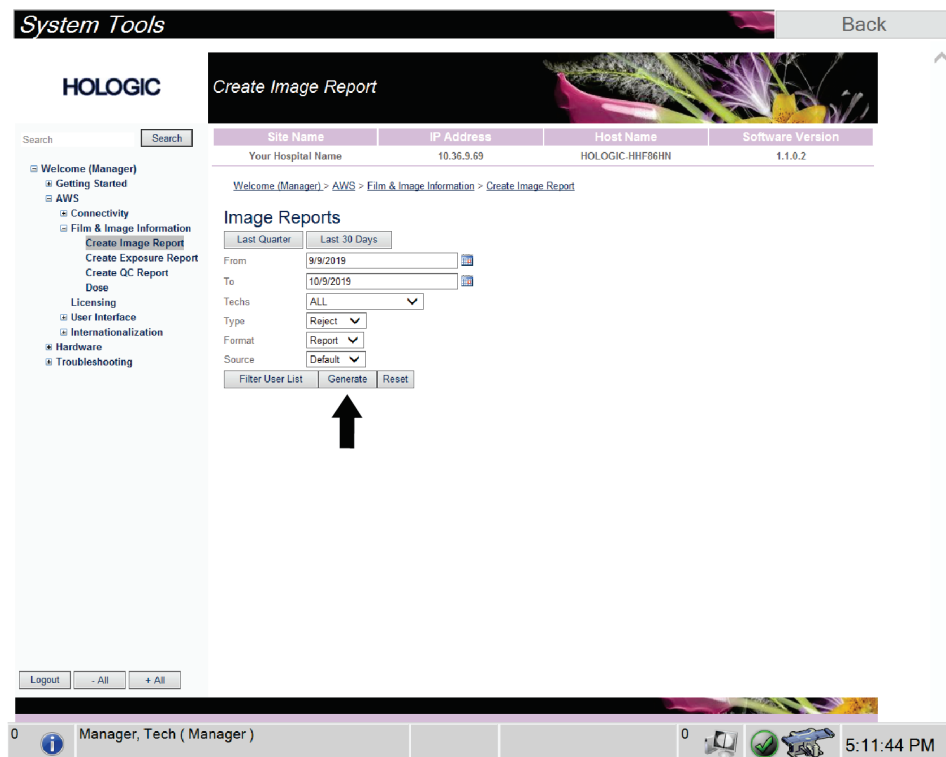 System Tools
Back
HOLOGIC
Create Image Report
Search
Search
Site Name IP Address Host Name Software Version
Your Hospital Name 10.36.9.69 HOLOGIC-HHF86HN 1.1.0.2
Welcome (Manager)
Getting Started
AWS
Connectivity
Film & Image Information
Create Image Report
Create Exposure Report
Create QC Report
Dose
Licensing
User Interface
Internationalization
Hardware
Troubleshooting
Welcome (Manager) > AWS > Film & Image Information > Create Image Report
Image Reports
Last Quarter Last 30 Days
From 9/9/2019
To 10/9/2019
Techs ALL
Type Reject
Format Report
Source Default
Filter User List Generate Reset
Logout - All + All
0 Manager, Tech ( Manager ) 0 5:11:44 PM